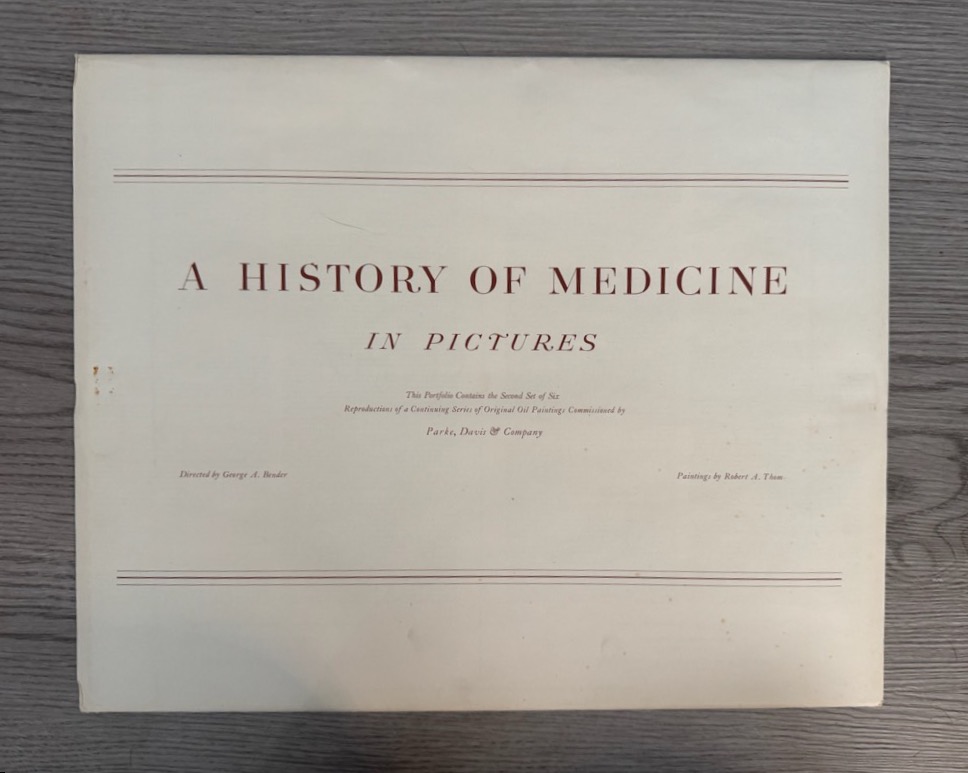 A HISTORY OF MEDICINE
IN PICTURES
This Portfolio Contains the Second Set of Six
Reproductions of a Continuing Series of Original Oil Paintings Commissioned by
Parke, Davis & Company
Directed by George A. Bender
Paintings by Robert A. Thom